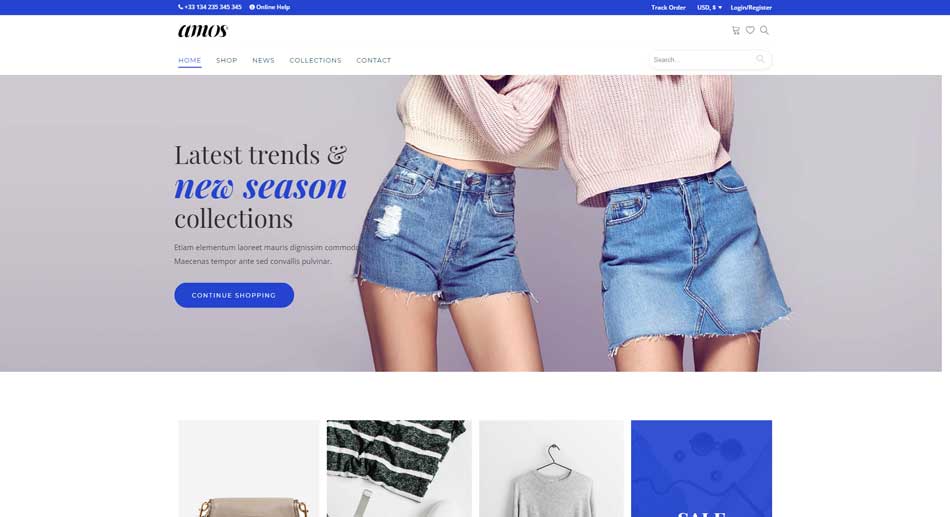 +33 134 235 345 345 Online Help
Track Order USD, $ Login/Register
amos
HOME SHOP NEWS COLLECTIONS CONTACT
Search...
Latest trends &
new season
collections
Etiam elementum laoreet mauris dignissim commodo
Maecenas tempor ante sed convallis pulvinar.
CONTINUE SHOPPING
SALE